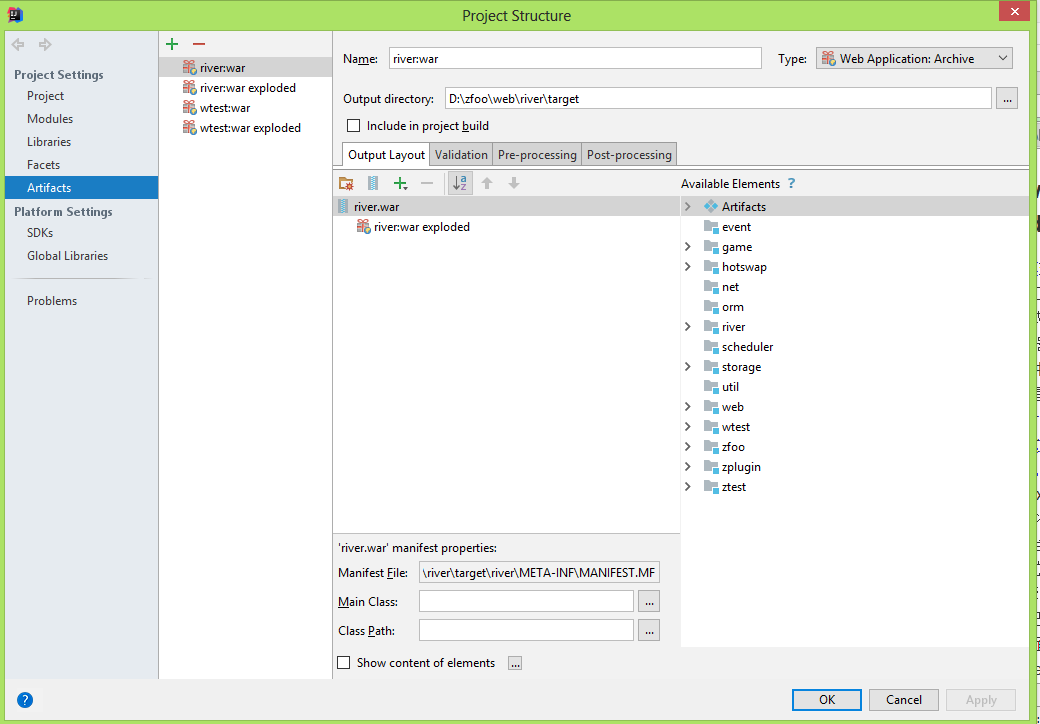 Project Structure
Project Settings
Project
Modules
Libraries
Facets
Artifacts
Platform Settings
SDKs
Global Libraries
Problems
river:war
river:war exploded
wtest:war
wtest:war exploded
Name: river:war Type: Web Application: Archive
Output directory: D:\zfoo\web\river\target ...
Include in project build
Output Layout Validation Pre-processing Post-processing
river.war
river:war exploded
Available Elements ?
Artifacts
event
game
hotswap
net
orm
river
scheduler
storage
util
web
wtest
zfoo
zplugin
ztest
'river.war' manifest properties:
Manifest File: \river\target\river\META-INF\MANIFEST.MF
Main Class: ...
Class Path: ...
Show content of elements ...
? OK Cancel Apply